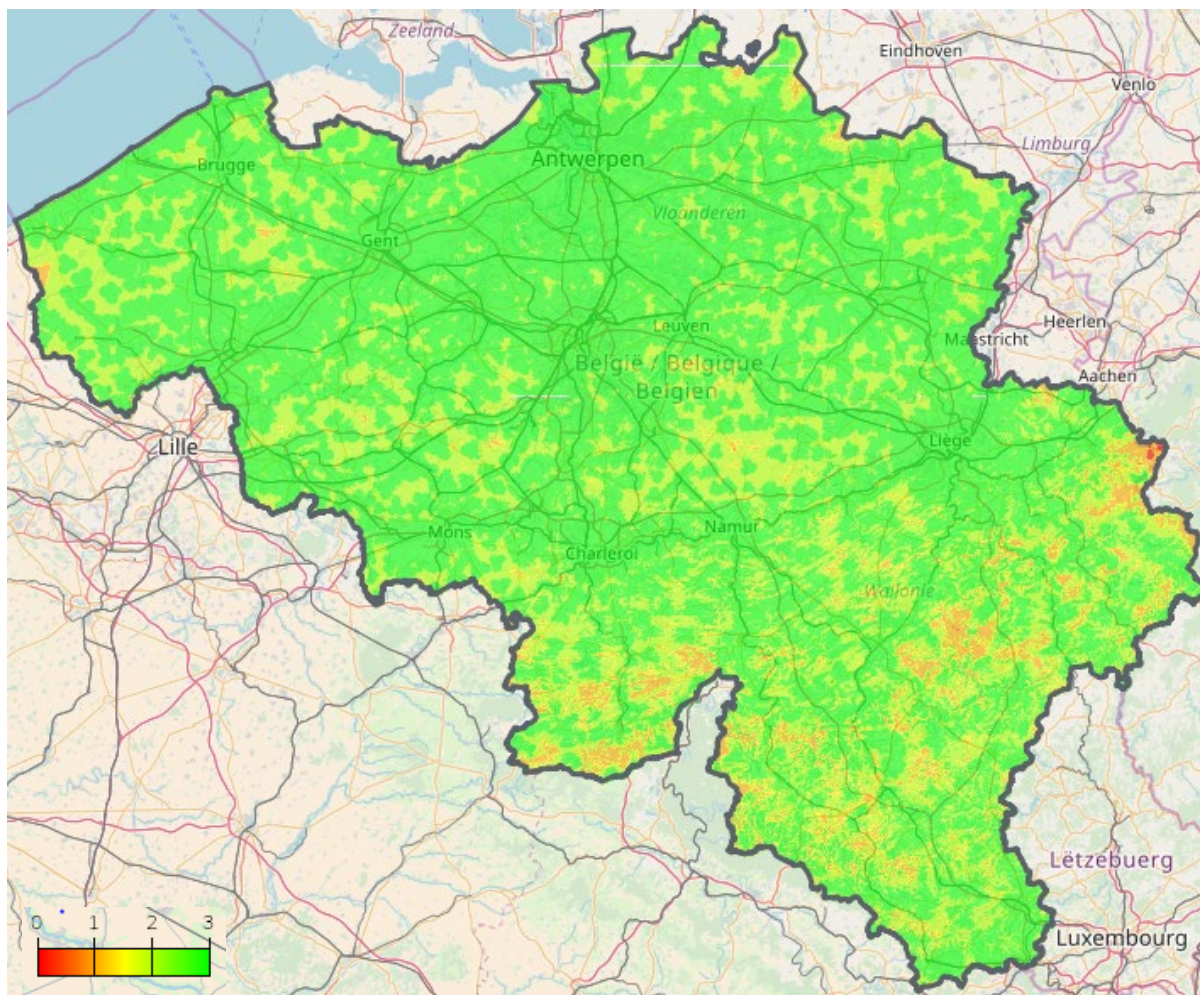 Zeeland
Eindhoven
Venlo
Limburg
Brugge
Antwerpen
Vlaanderen
Gent
Leuven
Maastricht
Heerlen
België / Belgique /
Belgien
Aachen
Lille
Liège
Mons
Charleroi
Namur
Wallonie
Lëtzebuerg
Luxembourg
0 1 2 3